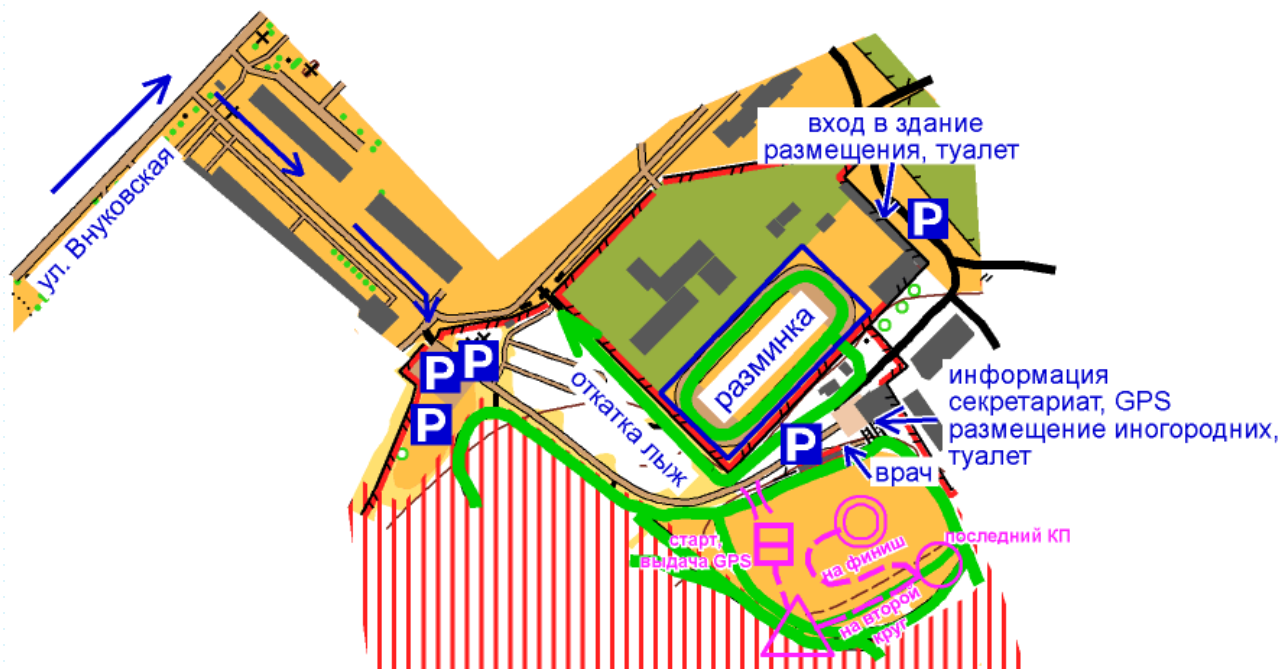 ул. Внуковская
вход в здание
размещения, туалет
P
P
P
P
P
разминка
откатка лыж
информация
секретариат, GPS
размещение иногородних,
туалет
врач
старт,
выдача GPS
на финиш
последний КП
на второй
круг